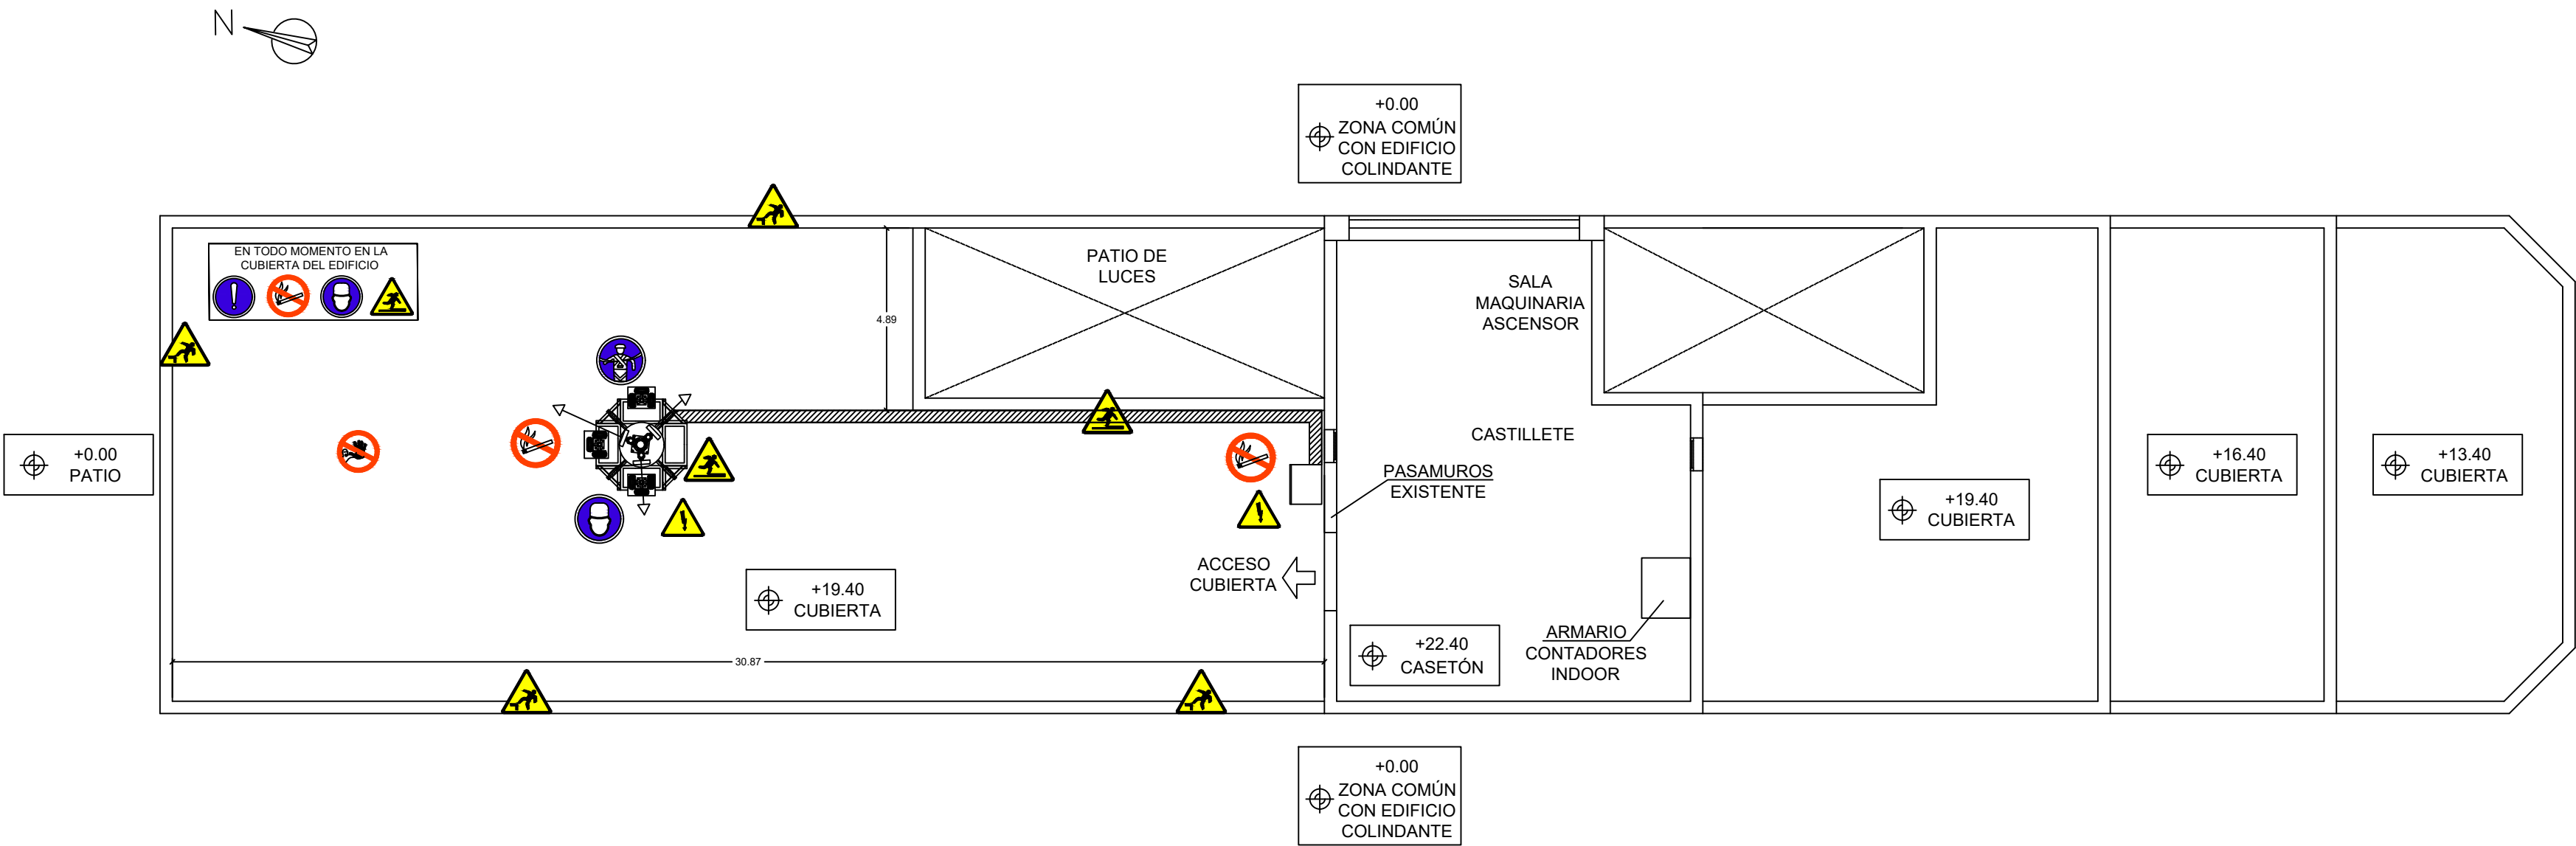 N
+0.00
ZONA COMÚN
CON EDIFICIO
COLINDANTE
EN TODO MOMENTO EN LA
CUBIERTA DEL EDIFICIO
PATIO DE
LUCES
SALA
MAQUINARIA
ASCENSOR
4.89
CASTILLETE
+0.00
PATIO
PASAMUROS
EXISTENTE
+16.40
CUBIERTA
+13.40
CUBIERTA
+19.40
CUBIERTA
ACCESO
CUBIERTA
+19.40
CUBIERTA
+22.40
CASETÓN
ARMARIO
CONTADORES
INDOOR
30.87
+0.00
ZONA COMÚN
CON EDIFICIO
COLINDANTE